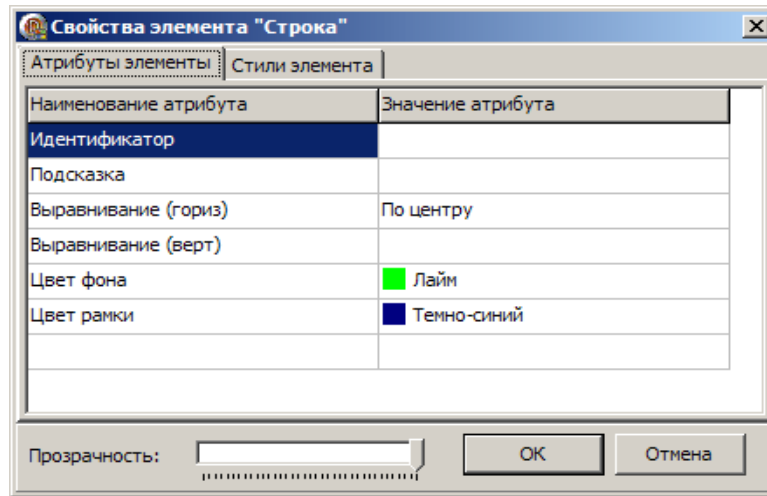 Свойства элемента "Строка"
Атрибуты элементы Стили элемента
Наименование атрибута Значение атрибута
Идентификатор
Подсказка
Выравнивание (гориз) По центру
Выравнивание (верт)
Цвет фона Лайм
Цвет рамки Темно-синий
Прозрачность: OK Отмена